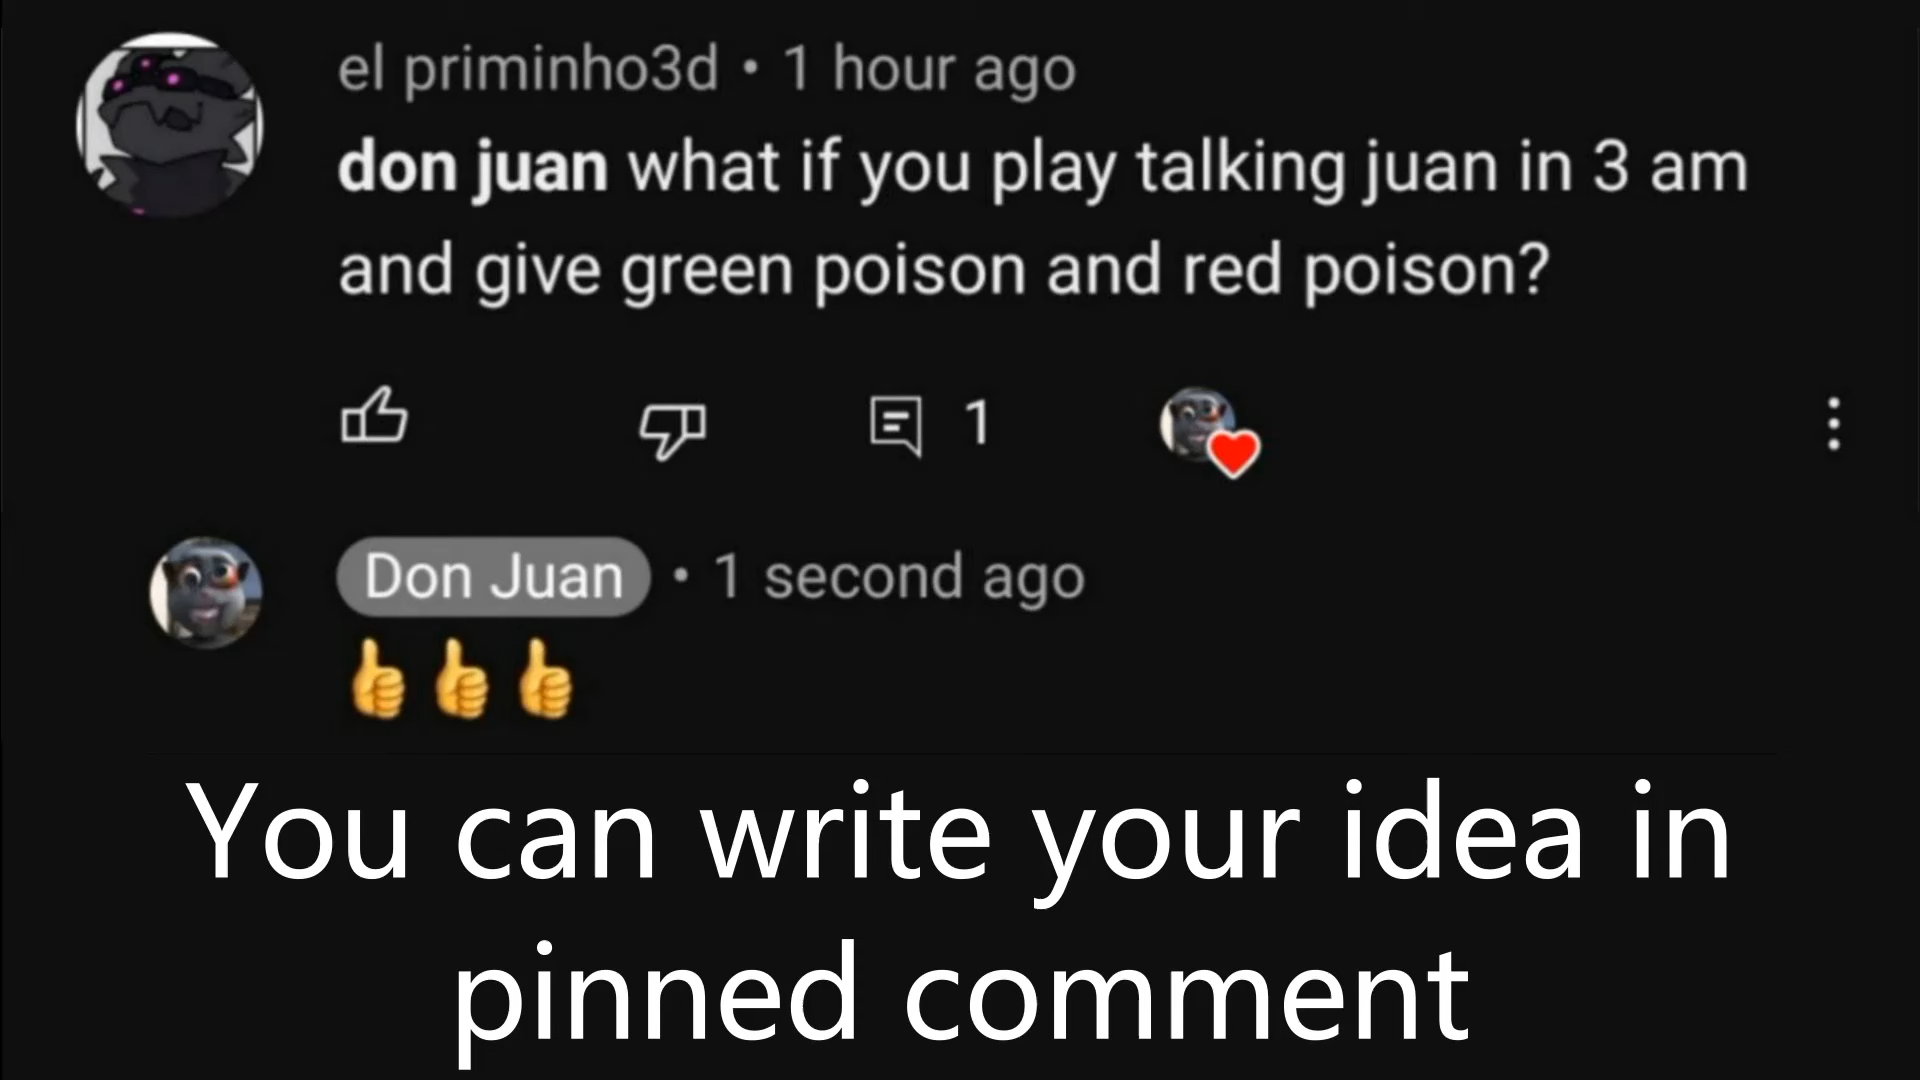 el priminho3d • 1 hour ago
don juan what if you play talking juan in 3 am
and give green poison and red poison?
1
Don Juan • 1 second ago
👍👍👍
You can write your idea in
pinned comment